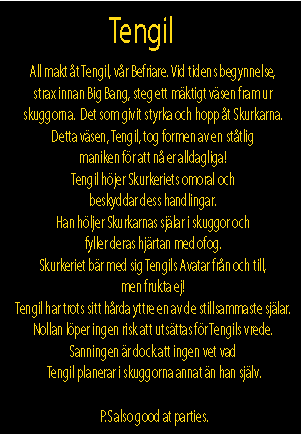 Tengil
All makt åt Tengil, vår Befriare. Vid tidens begynnelse,
strax innan Big Bang, steg ett mäktigt väsen fram ur
skuggorna. Det som givit styrka och hopp åt Skurkarna.
Detta väsen, Tengil, tog formen av en ståtlig
maniken för att nå er alldagliga!
Tengil höjer Skurkeriets omoral och
beskyddar dess handlingar.
Han höljer Skurkarnas själar i skuggor och
fyller deras hjärtan med ofog.
Skurkeriet bär med sig Tengils Avatar från och till,
men frukta ej!
Tengil har trots sitt hårda yttre en av de stillsammaste själar.
Nollan löper ingen risk att utsättas för Tengils vrede.
Sanningen är dock att ingen vet vad
Tengil planerar i skuggorna annat än han själv.
P.S also good at parties.